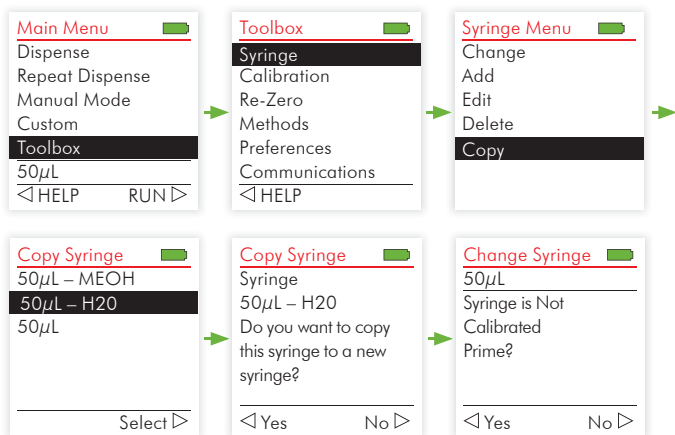 Main Menu
Dispense
Repeat Dispense
Manual Mode
Custom
Toolbox
50µL
◁ HELP RUN ▷
Toolbox
Syringe
Calibration
Re-Zero
Methods
Preferences
Communications
◁ HELP
Syringe Menu
Change
Add
Edit
Delete
Copy
Copy Syringe
50µL – MEOH
50µL – H20
50µL
Select ▷
Copy Syringe
Syringe
50µL – H20
Do you want to copy
this syringe to a new
syringe?
◁ Yes No ▷
Change Syringe
50µL
Syringe is Not
Calibrated
Prime?
◁ Yes No ▷